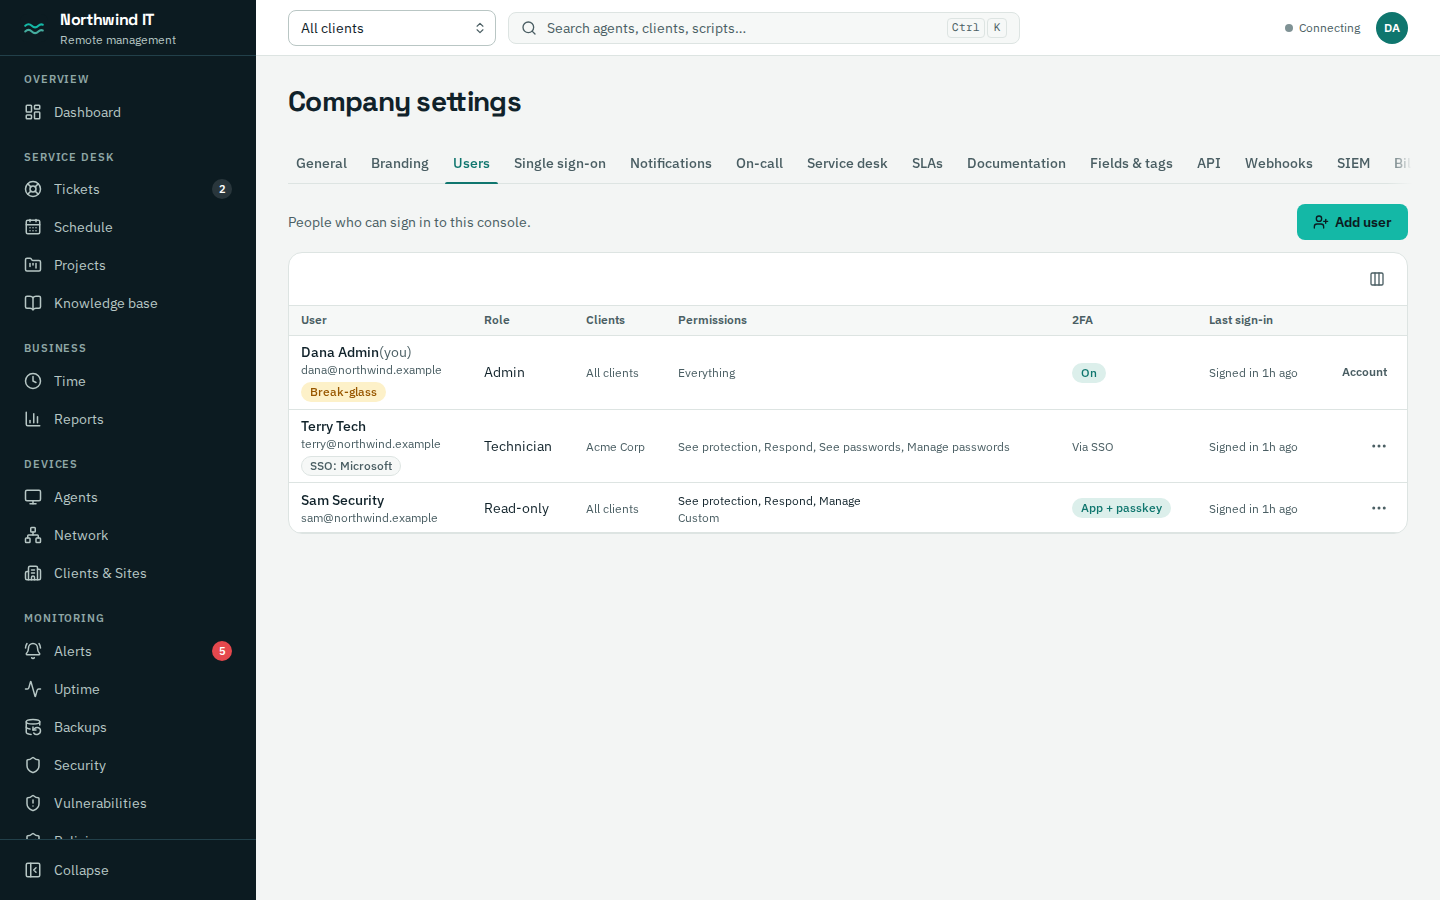 Northwind IT
Remote management
All clients
Search agents, clients, scripts...
Ctrl K
Connecting
DA
OVERVIEW
Dashboard
SERVICE DESK
Tickets 2
Schedule
Projects
Knowledge base
BUSINESS
Time
Reports
DEVICES
Agents
Network
Clients & Sites
MONITORING
Alerts 5
Uptime
Backups
Security
Vulnerabilities
Collapse
Company settings
General Branding Users Single sign-on Notifications On-call Service desk SLAs Documentation Fields & tags API Webhooks SIEM
People who can sign in to this console.
Add user
User Role Clients Permissions 2FA Last sign-in
Dana Admin(you)
dana@northwind.example
Break-glass
Admin All clients Everything On Signed in 1h ago Account
Terry Tech
terry@northwind.example
SSO: Microsoft
Technician Acme Corp See protection, Respond, See passwords, Manage passwords Via SSO Signed in 1h ago
Sam Security
sam@northwind.example
Read-only All clients See protection, Respond, Manage
Custom
App + passkey Signed in 1h ago